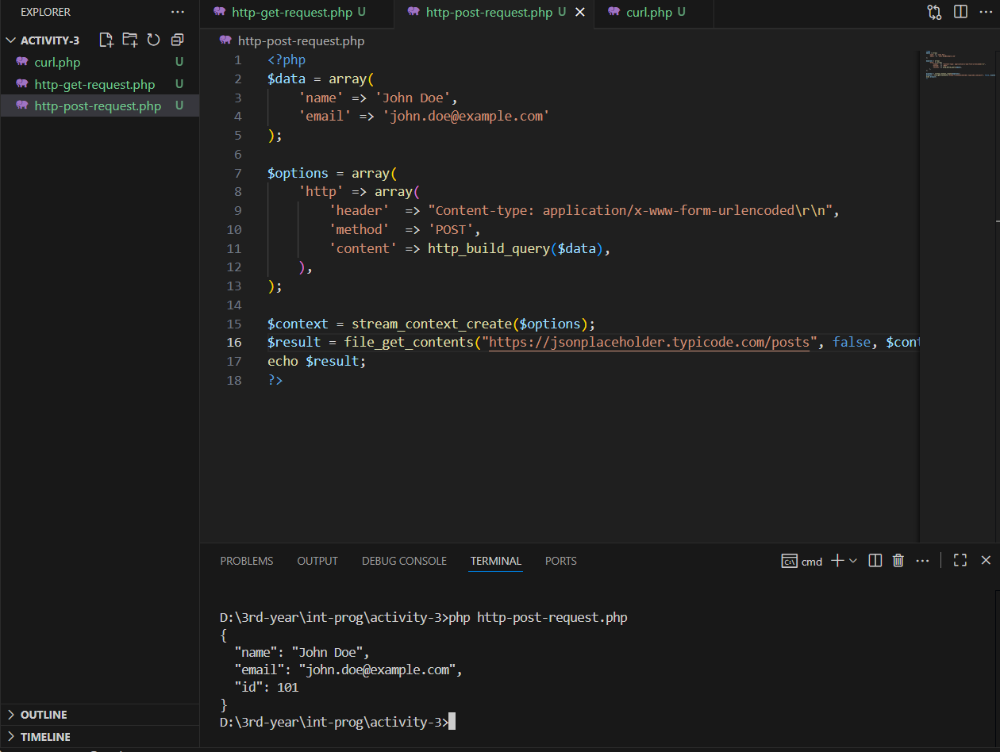 EXPLORER
ACTIVITY-3
curl.php U
http-get-request.php U
http-post-request.php U
OUTLINE
TIMELINE
http-get-request.php U
http-post-request.php U
curl.php U
http-post-request.php
1 <?php
2 $data = array(
3 'name' => 'John Doe',
4 'email' => 'john.doe@example.com'
5 );
6
7 $options = array(
8 'http' => array(
9 'header' => "Content-type: application/x-www-form-urlencoded\r\n",
10 'method' => 'POST',
11 'content' => http_build_query($data),
12 ),
13 );
14
15 $context = stream_context_create($options);
16 $result = file_get_contents("https://jsonplaceholder.typicode.com/posts", false, $cont
17 echo $result;
18 ?>
PROBLEMS OUTPUT DEBUG CONSOLE TERMINAL PORTS
cmd
D:\3rd-year\int-prog\activity-3>php http-post-request.php
{
"name": "John Doe",
"email": "john.doe@example.com",
"id": 101
}
D:\3rd-year\int-prog\activity-3>